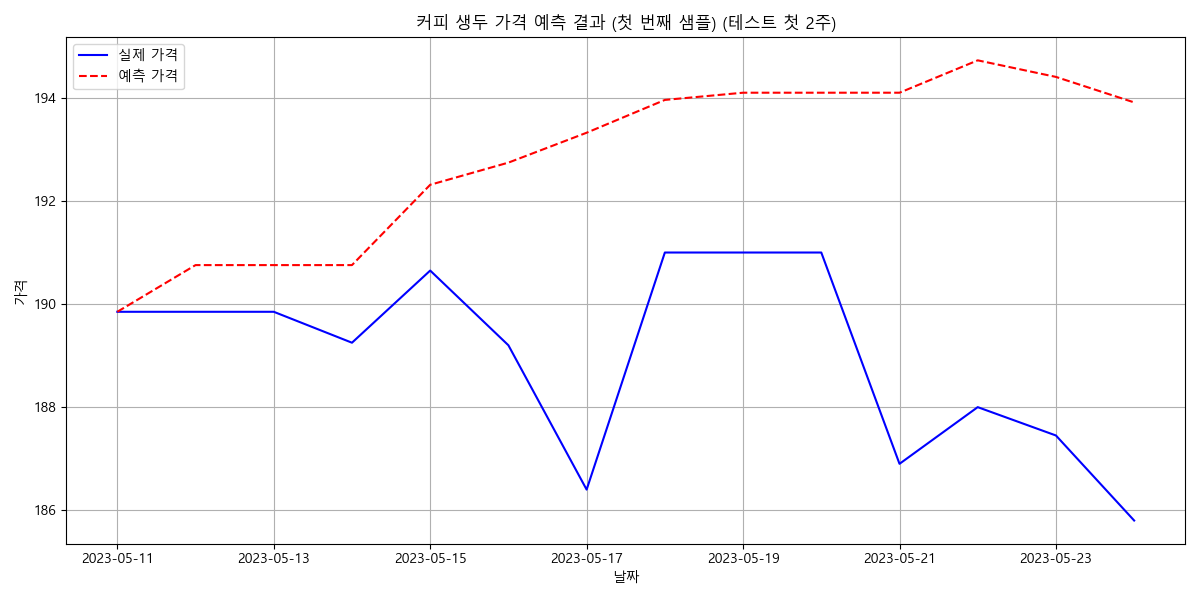 커피 생두 가격 예측 결과 (첫 번째 샘플) (테스트 첫 2주)
실제 가격
예측 가격
194
192
190
188
186
가격
2023-05-11
2023-05-13
2023-05-15
2023-05-17
2023-05-19
2023-05-21
2023-05-23
날짜